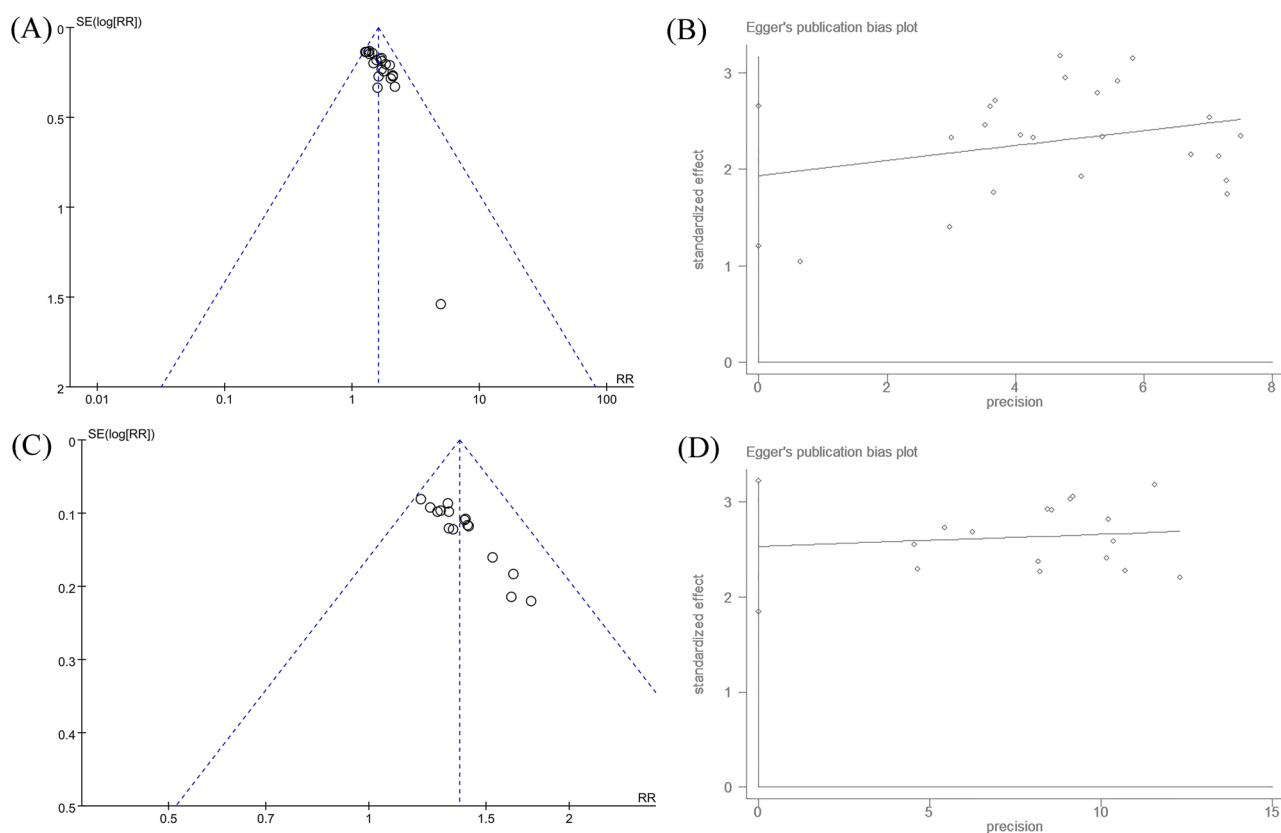 (A)
SE(log[RR])
0
0.5
1
1.5
2
0.01
0.1
1
10
100
RR
(B)
Egger's publication bias plot
standardized effect
3
2
1
0
0
2
4
6
8
precision
(C)
SE(log[RR])
0
0.1
0.2
0.3
0.4
0.5
0.5
0.7
1
1.5
2
RR
(D)
Egger's publication bias plot
standardized effect
3
2
1
0
0
5
10
15
precision